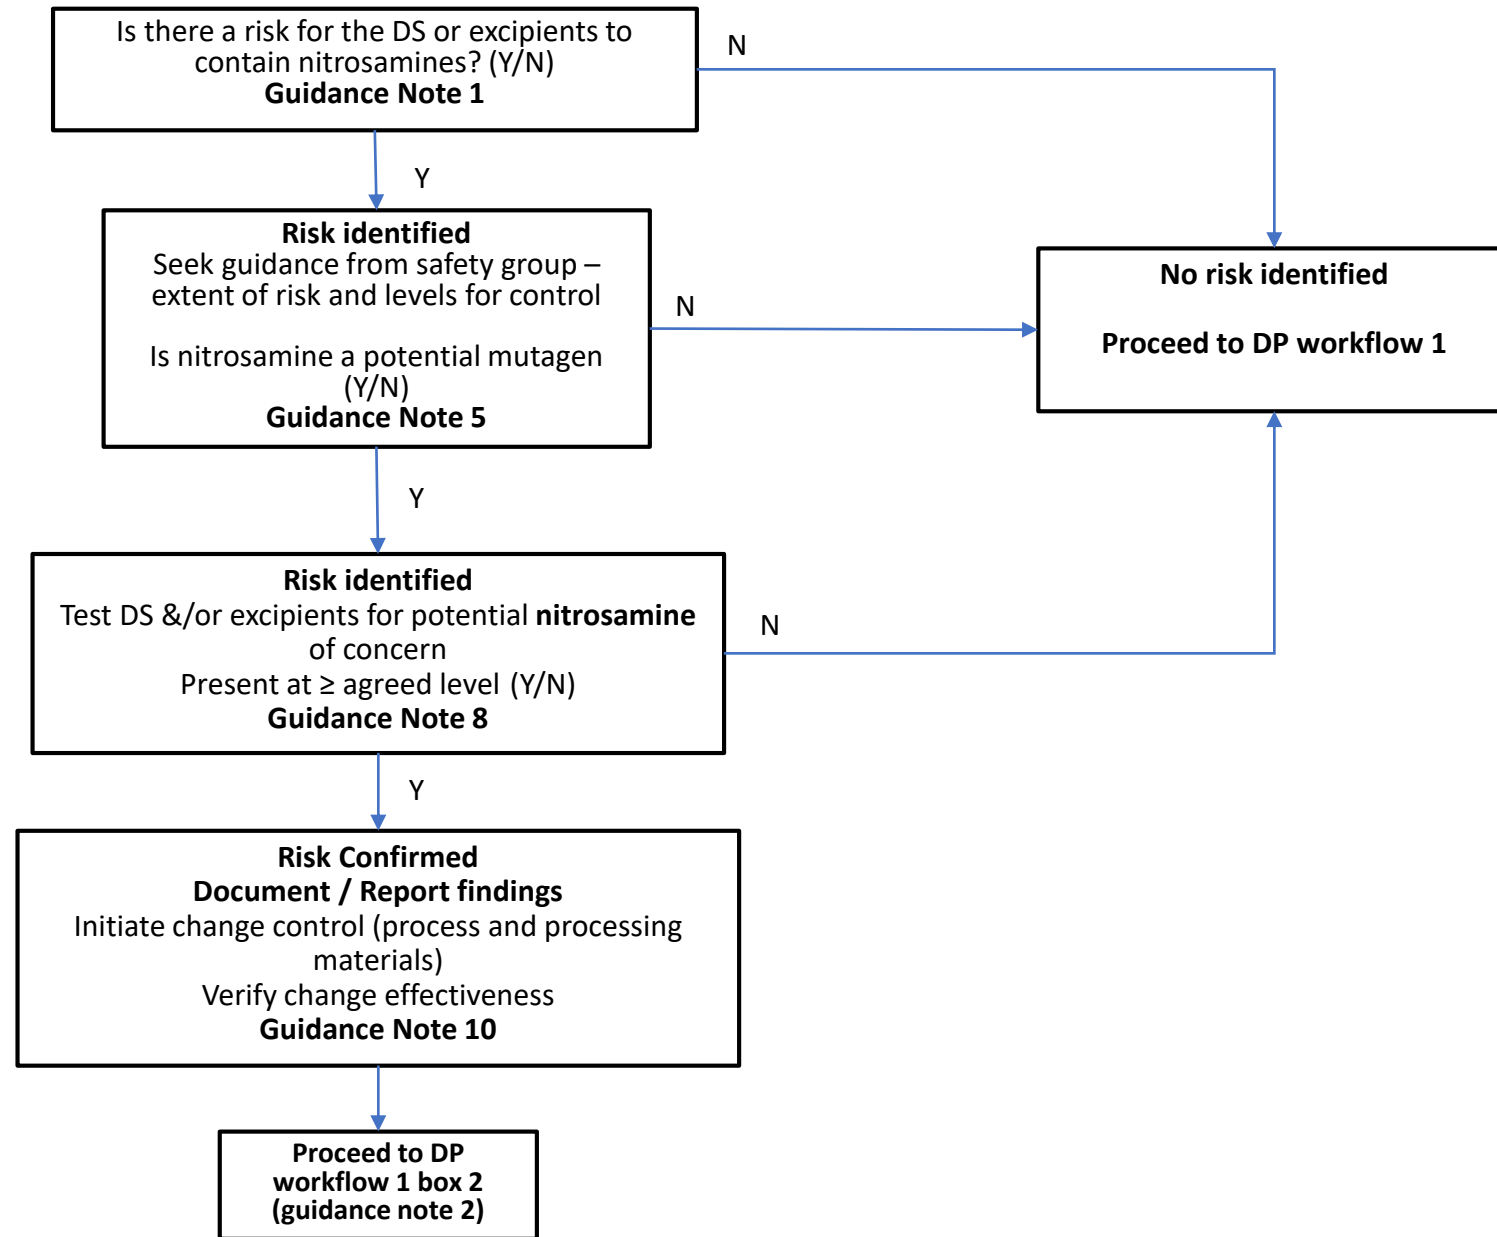 Is there a risk for the DS or excipients to
contain nitrosamines? (Y/N)
Guidance Note 1
N
Y
Risk identified
Seek guidance from safety group –
extent of risk and levels for control
Is nitrosamine a potential mutagen
(Y/N)
Guidance Note 5
N
No risk identified
Proceed to DP workflow 1
Y
Risk identified
Test DS &/or excipients for potential nitrosamine
of concern
Present at ≥ agreed level (Y/N)
Guidance Note 8
N
Y
Risk Confirmed
Document / Report findings
Initiate change control (process and processing
materials)
Verify change effectiveness
Guidance Note 10
Proceed to DP
workflow 1 box 2
(guidance note 2)